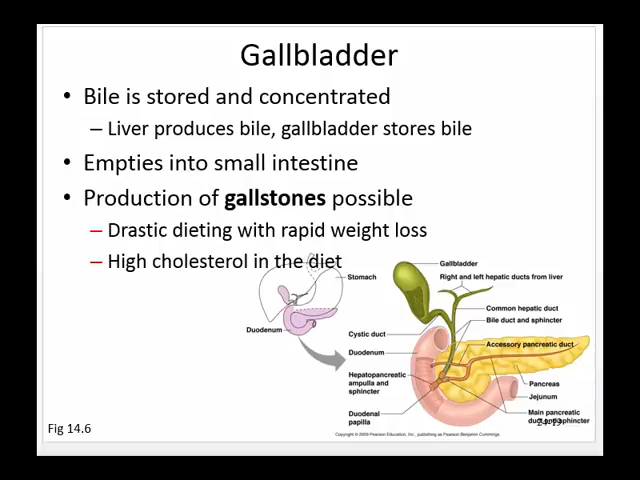 Gallbladder
• Bile is stored and concentrated
– Liver produces bile, gallbladder stores bile
• Empties into small intestine
• Production of gallstones possible
– Drastic dieting with rapid weight loss
– High cholesterol in the diet
Stomach
Duodenum
Gallbladder
Right and left hepatic ducts from liver
Common hepatic duct
Bile duct and sphincter
Cystic duct
Accessory pancreatic duct
Duodenum
Hepatopancreatic
ampulla and
sphincter
Pancreas
Jejunum
Duodenal
papilla
Main pancreatic
duct and sphincter
Fig 14.6
Copyright © 2009 Pearson Education, Inc., publishing as Pearson Benjamin Cummings.